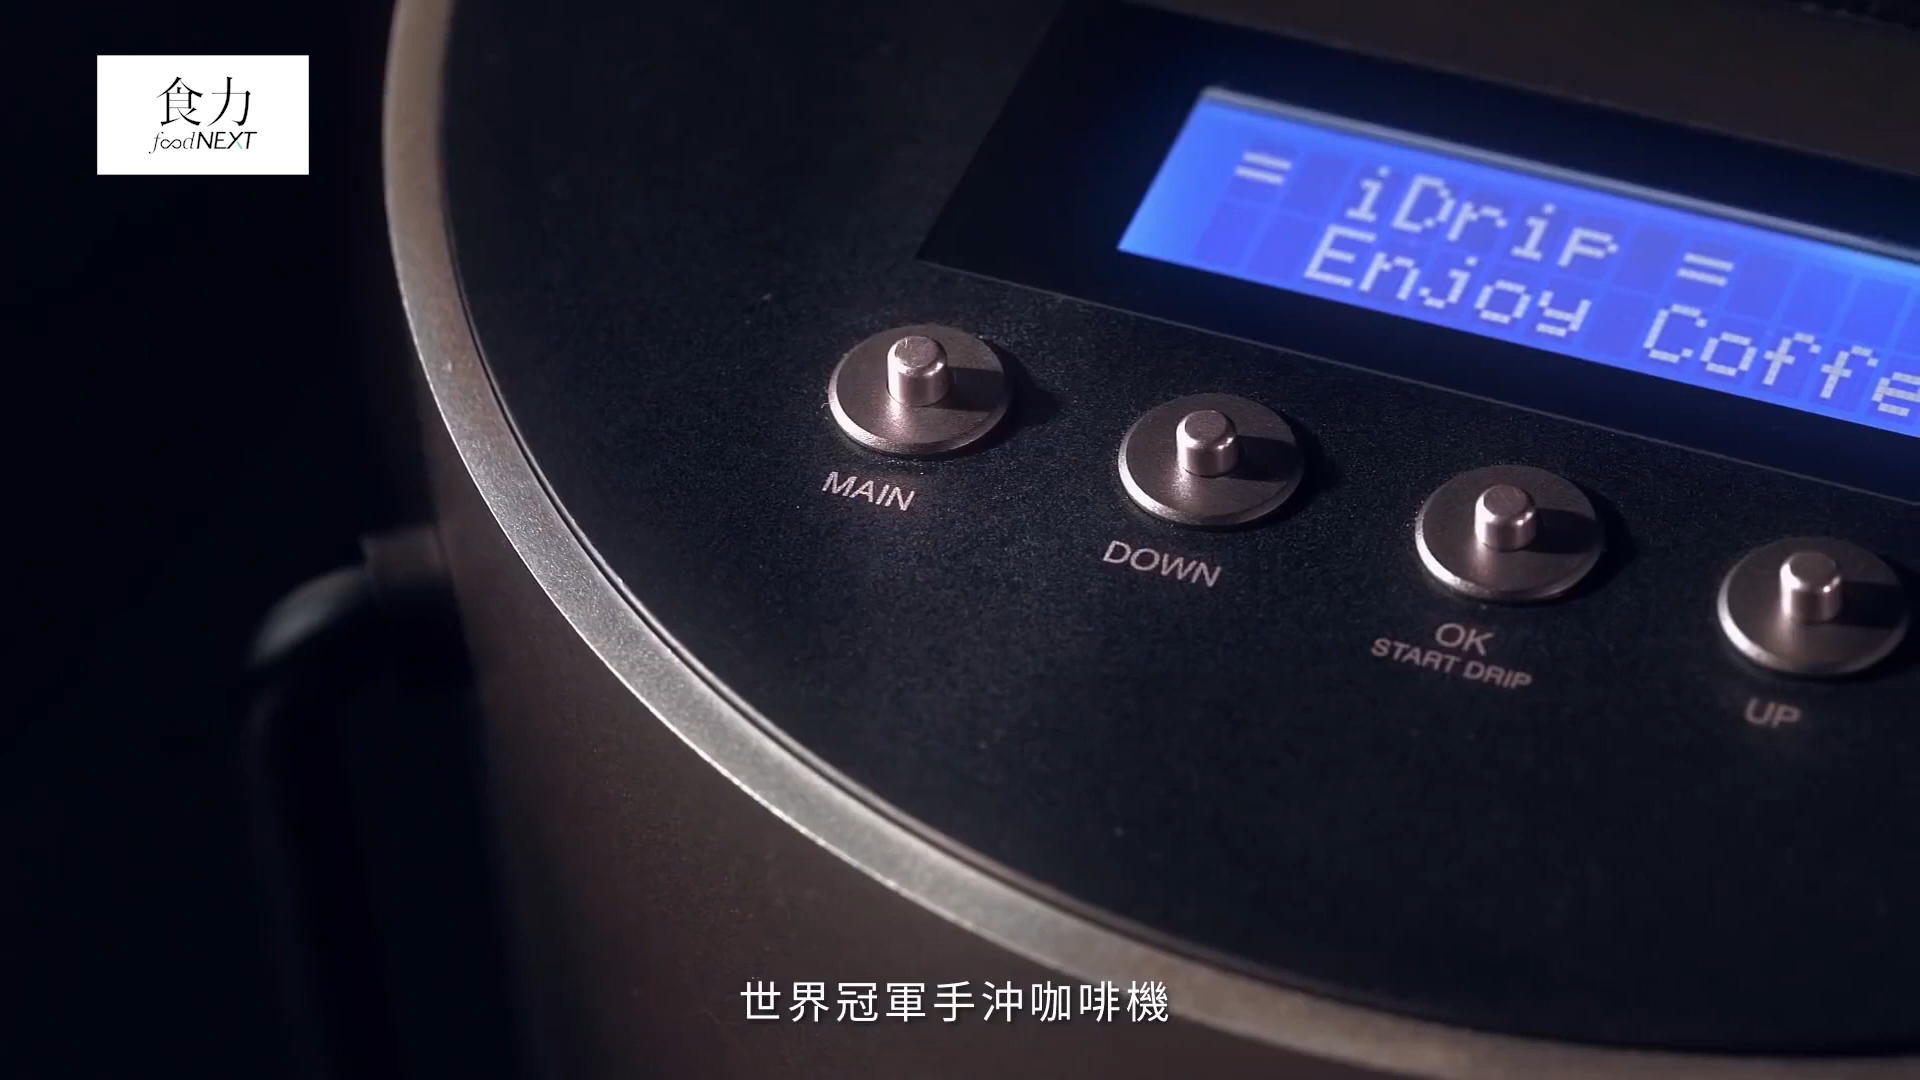 食力
foodNEXT
= iDrip =
Enjoy Coffe
MAIN
DOWN
OK
START DRIP
UP
世界冠軍手沖咖啡機